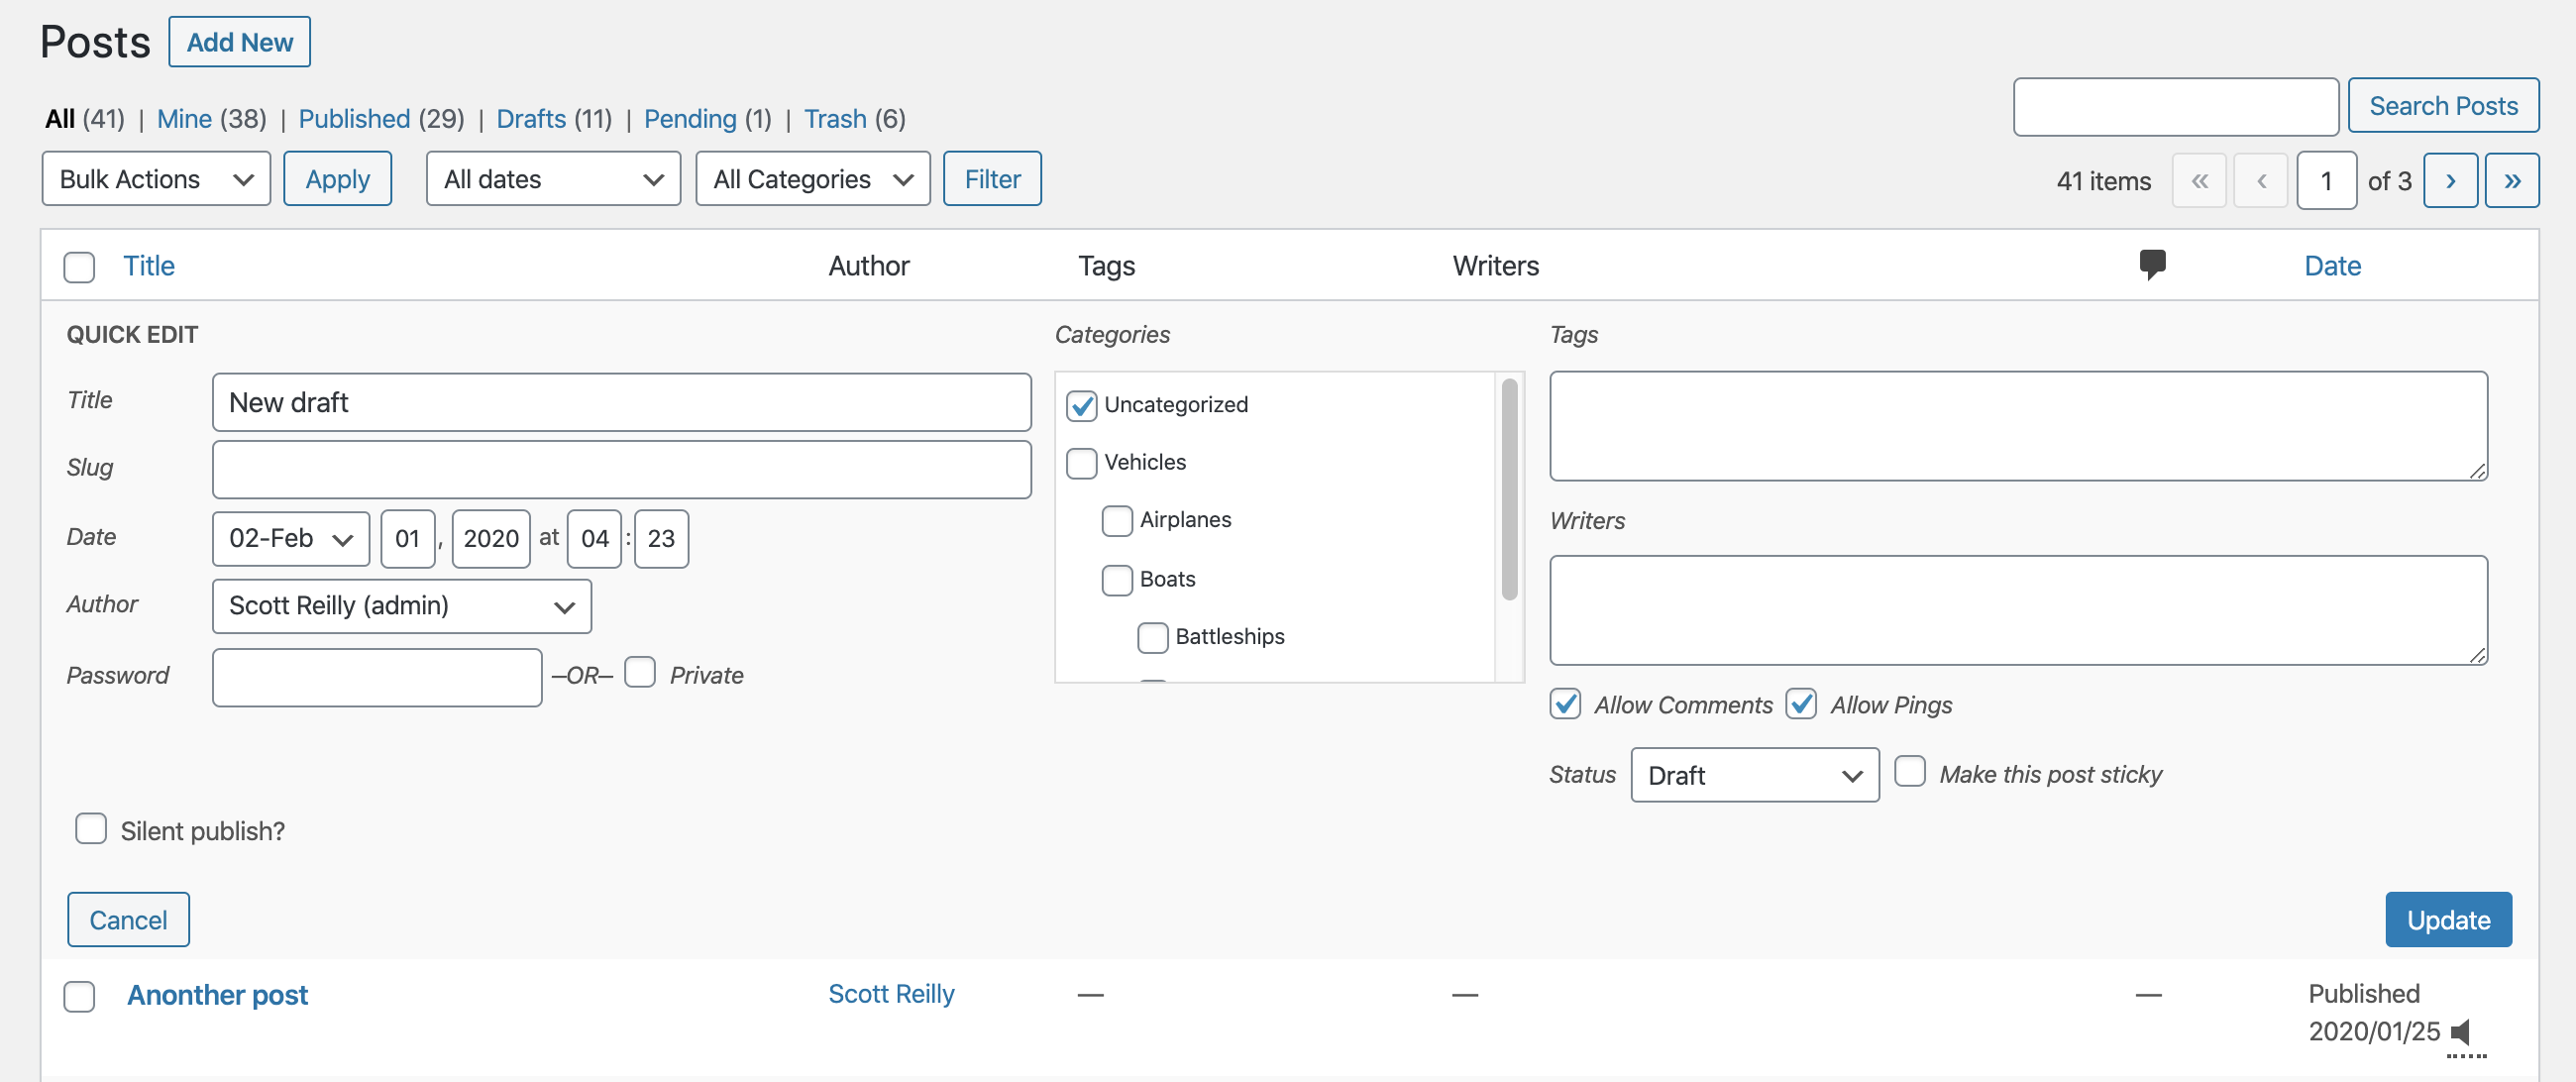 Posts Add New
All (41) | Mine (38) | Published (29) | Drafts (11) | Pending (1) | Trash (6)
Search Posts
Bulk Actions Apply All dates All Categories Filter
41 items « ‹ 1 of 3 › »
Title Author Tags Writers Date
QUICK EDIT
Title New draft
Slug
Date 02-Feb 01 , 2020 at 04 : 23
Author Scott Reilly (admin)
Password –OR– Private
Categories
Uncategorized
Vehicles
Airplanes
Boats
Battleships
Tags
Writers
Allow Comments Allow Pings
Status Draft Make this post sticky
Silent publish?
Cancel Update
Anonther post Scott Reilly — — — Published
2020/01/25